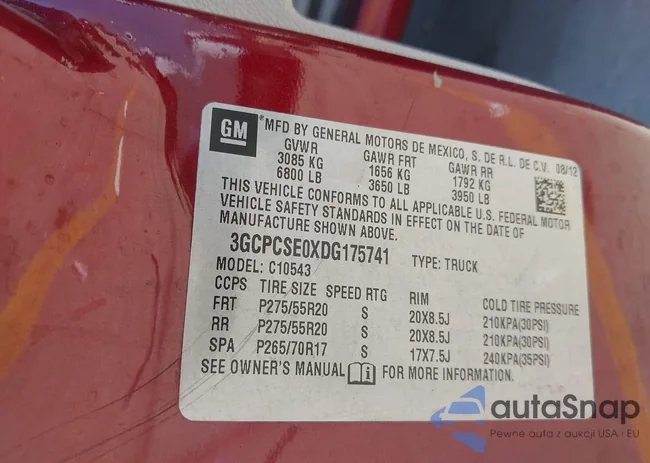 GM
*MFD BY GENERAL MOTORS DE MEXICO, S. DE R.L. DE C.V. 08/12
GVWR GAWR FRT GAWR RR
3085 KG 1656 KG 1792 KG
6800 LB 3650 LB 3950 LB
THIS VEHICLE CONFORMS TO ALL APPLICABLE U.S. FEDERAL MOTOR
VEHICLE SAFETY STANDARDS IN EFFECT ON THE DATE OF
MANUFACTURE SHOWN ABOVE.
3GCPCSE0XDG175741 TYPE: TRUCK
MODEL: C10543
CCPS TIRE SIZE SPEED RTG RIM COLD TIRE PRESSURE
FRT P275/55R20 S 20X8.5J 210KPA(30PSI)
RR P275/55R20 S 20X8.5J 210KPA(30PSI)
SPA P265/70R17 S 17X7.5J 240KPA(35PSI)
SEE OWNER'S MANUAL i FOR MORE INFORMATION.
autaSnap
Pewne auta z aukcji USA i EU